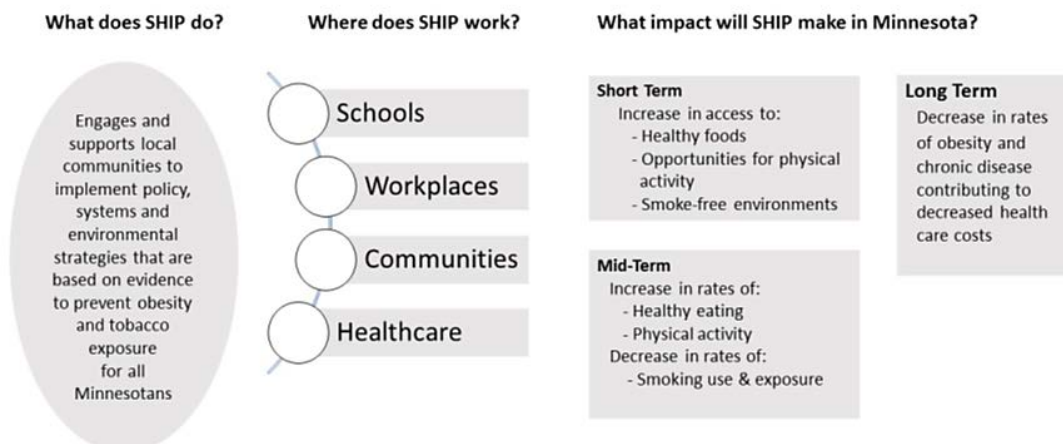 What does SHIP do?
Engages and
supports local
communities to
implement policy,
systems and
environmental
strategies that are
based on evidence
to prevent obesity
and tobacco
exposure
for all
Minnesotans
Where does SHIP work?
Schools
Workplaces
Communities
Healthcare
What impact will SHIP make in Minnesota?
Short Term
Increase in access to:
- Healthy foods
- Opportunities for physical
activity
- Smoke-free environments
Mid-Term
Increase in rates of:
- Healthy eating
- Physical activity
Decrease in rates of:
- Smoking use & exposure
Long Term
Decrease in rates
of obesity and
chronic disease
contributing to
decreased health
care costs